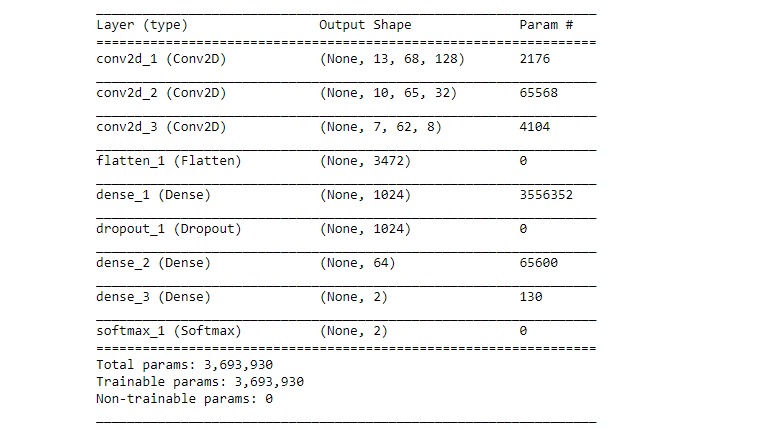 Layer (type) Output Shape Param #
conv2d_1 (Conv2D) (None, 13, 68, 128) 2176
conv2d_2 (Conv2D) (None, 10, 65, 32) 65568
conv2d_3 (Conv2D) (None, 7, 62, 8) 4104
flatten_1 (Flatten) (None, 3472) 0
dense_1 (Dense) (None, 1024) 3556352
dropout_1 (Dropout) (None, 1024) 0
dense_2 (Dense) (None, 64) 65600
dense_3 (Dense) (None, 2) 130
softmax_1 (Softmax) (None, 2) 0
Total params: 3,693,930
Trainable params: 3,693,930
Non-trainable params: 0